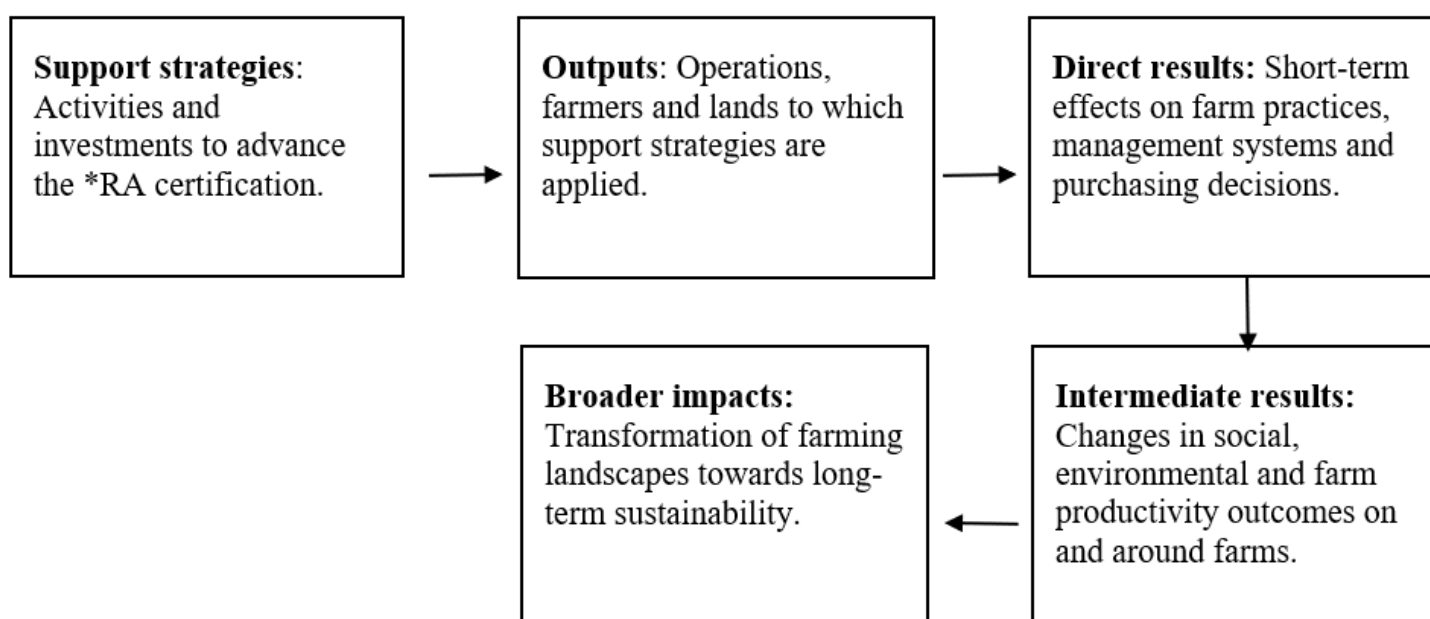 Support strategies:
Activities and
investments to advance
the *RA certification.
Outputs: Operations,
farmers and lands to which
support strategies are
applied.
Direct results: Short-term
effects on farm practices,
management systems and
purchasing decisions.
Intermediate results:
Changes in social,
environmental and farm
productivity outcomes on
and around farms.
Broader impacts:
Transformation of farming
landscapes towards long-
term sustainability.